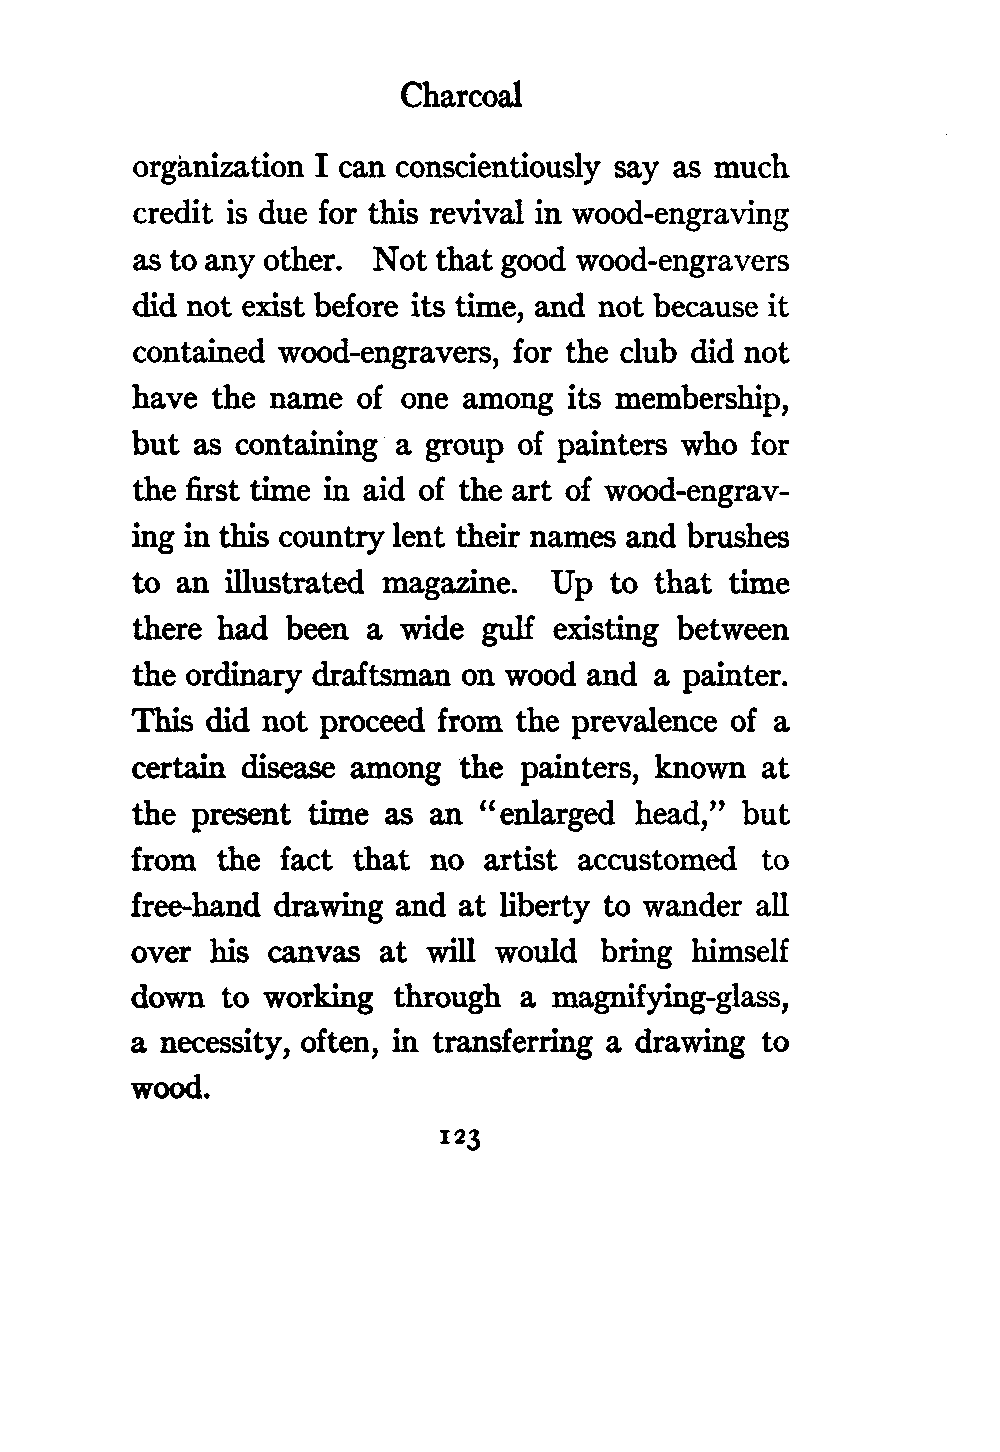 Charcoal
organization I can conscientiously say as much
credit is due for this revival in wood-engraving
as to any other. Not that good wood-engravers
did not exist before its time, and not because it
contained wood-engravers, for the club did not
have the name of one among its membership,
but as containing a group of painters who for
the first time in aid of the art of wood-engrav-
ing in this country lent their names and brushes
to an illustrated magazine. Up to that time
there had been a wide gulf existing between
the ordinary draftsman on wood and a painter.
This did not proceed from the prevalence of a
certain disease among the painters, known at
the present time as an “enlarged head,” but
from the fact that no artist accustomed to
free-hand drawing and at liberty to wander all
over his canvas at will would bring himself
down to working through a magnifying-glass,
a necessity, often, in transferring a drawing to
wood.
123